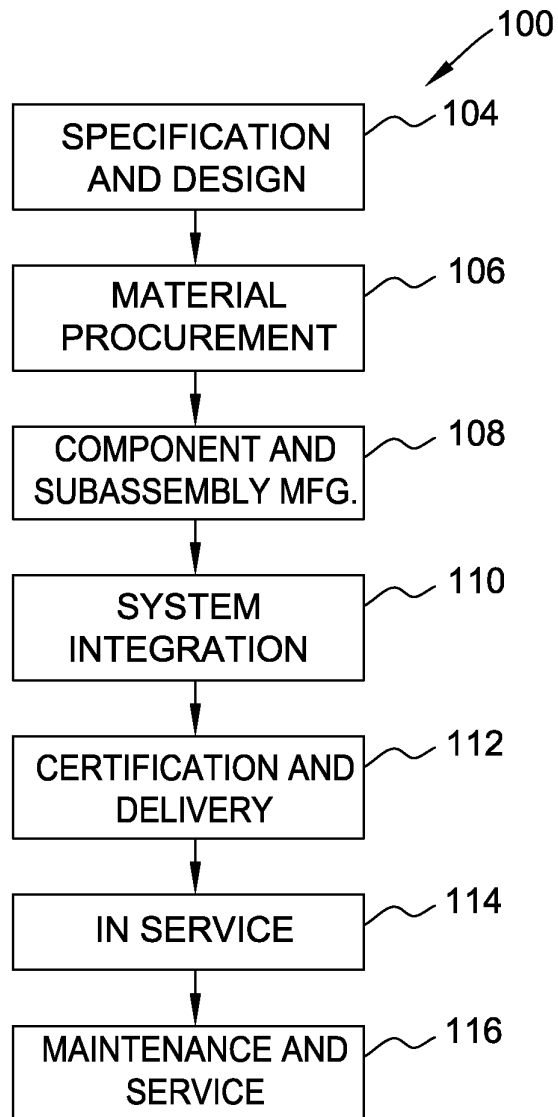 100
SPECIFICATION
AND DESIGN
104
MATERIAL
PROCUREMENT
106
COMPONENT AND
SUBASSEMBLY MFG.
108
SYSTEM
INTEGRATION
110
CERTIFICATION AND
DELIVERY
112
IN SERVICE
114
MAINTENANCE AND
SERVICE
116